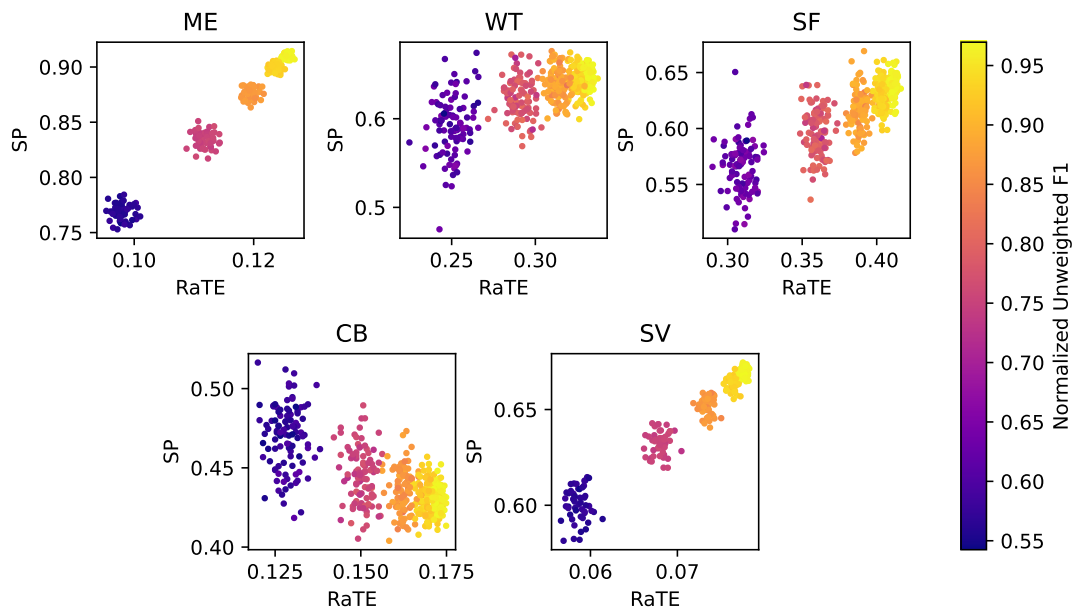 ME
WT
SF
0.90
0.85
0.80
0.75
SP
0.10
0.12
RaTE
0.6
0.5
SP
0.25
0.30
RaTE
0.65
0.60
0.55
SP
0.30
0.35
0.40
RaTE
CB
SV
0.50
0.45
0.40
SP
0.125
0.150
0.175
RaTE
0.65
0.60
SP
0.06
0.07
RaTE
0.95
0.90
0.85
0.80
0.75
0.70
0.65
0.60
0.55
Normalized Unweighted F1